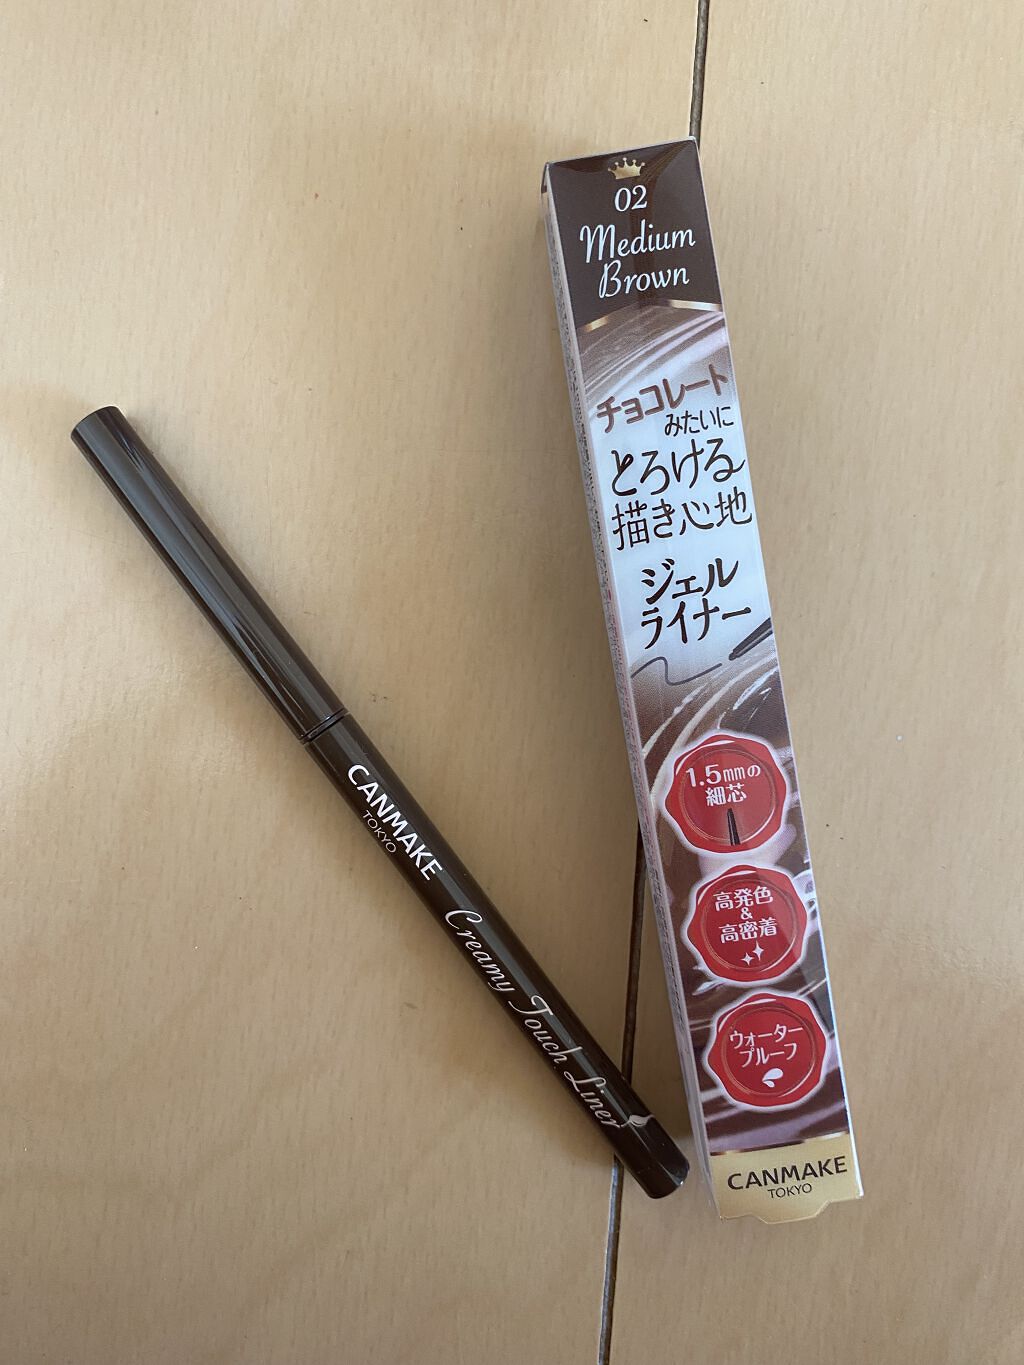 02
Medium
Brown
チョコレート
みたいに
とろける
描き心地
ジェル
ライナー
1.5mmの
細芯
高発色
&
高密着
ウォーター
プルーフ
CANMAKE
TOKYO
CANMAKE
TOKYO
Creamy Touch Liner